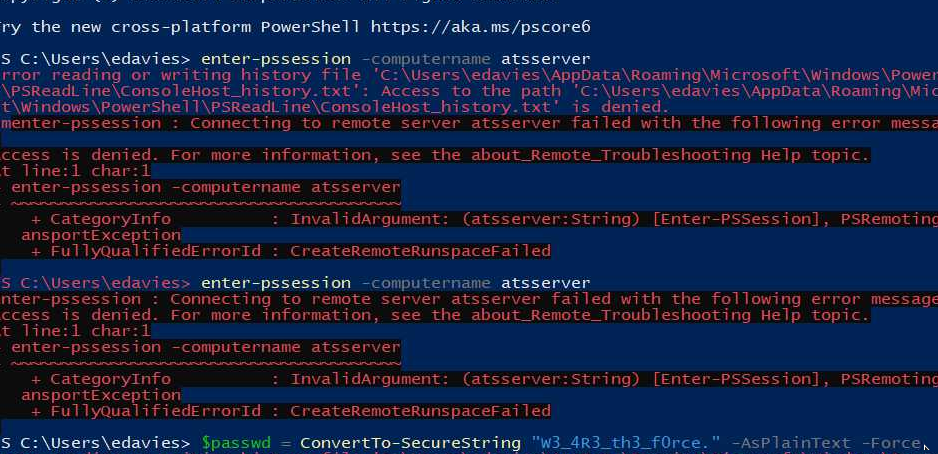 ry the new cross-platform PowerShell https://aka.ms/pscore6
S C:\Users\edavies> enter-pssession -computername atsserver
rror reading or writing history file 'C:\Users\edavies\AppData\Roaming\Microsoft\Windows\Power
\PSReadLine\ConsoleHost_history.txt': Access to the path 'C:\Users\edavies\AppData\Roaming\Mic
t\Windows\PowerShell\PSReadLine\ConsoleHost_history.txt' is denied.
menter-pssession : Connecting to remote server atsserver failed with the following error messa
ccess is denied. For more information, see the about_Remote_Troubleshooting Help topic.
t line:1 char:1
enter-pssession -computername atsserver
~~~~~~~~~~~~~~~~~~~~~~~~~~~~~~~~~~~~~~~
+ CategoryInfo : InvalidArgument: (atsserver:String) [Enter-PSSession], PSRemoting
ansportException
+ FullyQualifiedErrorId : CreateRemoteRunspaceFailed
S C:\Users\edavies> enter-pssession -computername atsserver
nter-pssession : Connecting to remote server atsserver failed with the following error message
ccess is denied. For more information, see the about_Remote_Troubleshooting Help topic.
t line:1 char:1
enter-pssession -computername atsserver
~~~~~~~~~~~~~~~~~~~~~~~~~~~~~~~~~~~~~~~
+ CategoryInfo : InvalidArgument: (atsserver:String) [Enter-PSSession], PSRemoting
ansportException
+ FullyQualifiedErrorId : CreateRemoteRunspaceFailed
S C:\Users\edavies> $passwd = ConvertTo-SecureString "W3_4R3_th3_f0rce." -AsPlainText -Force